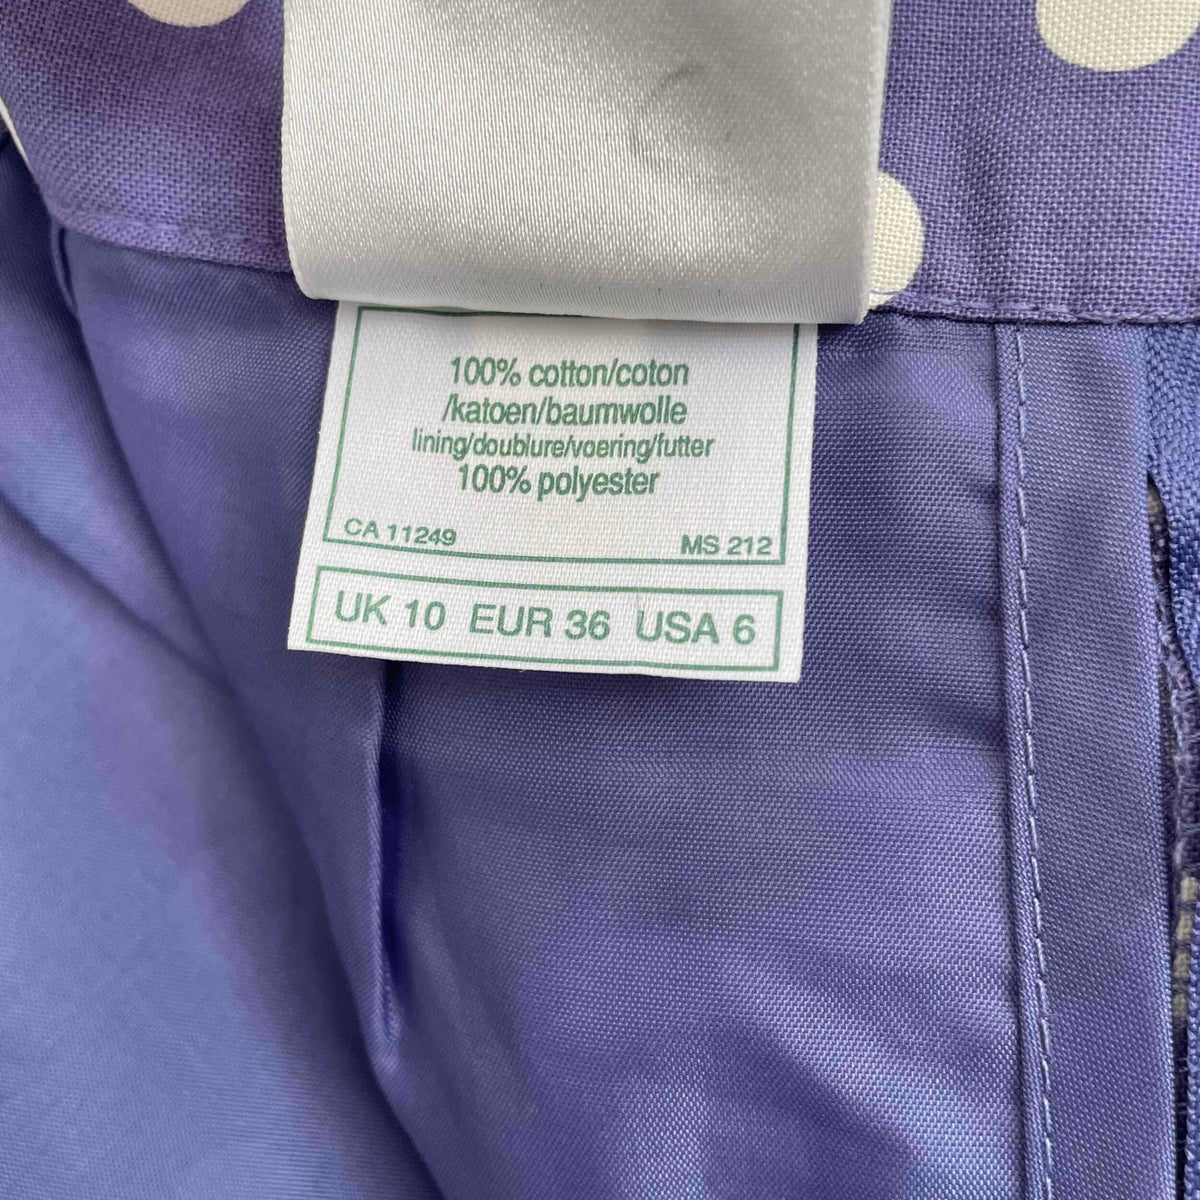 100% cotton/coton
/katoen/baumwolle
lining/doublure/voering/futter
100% polyester
CA 11249 MS 212
UK 10 EUR 36 USA 6